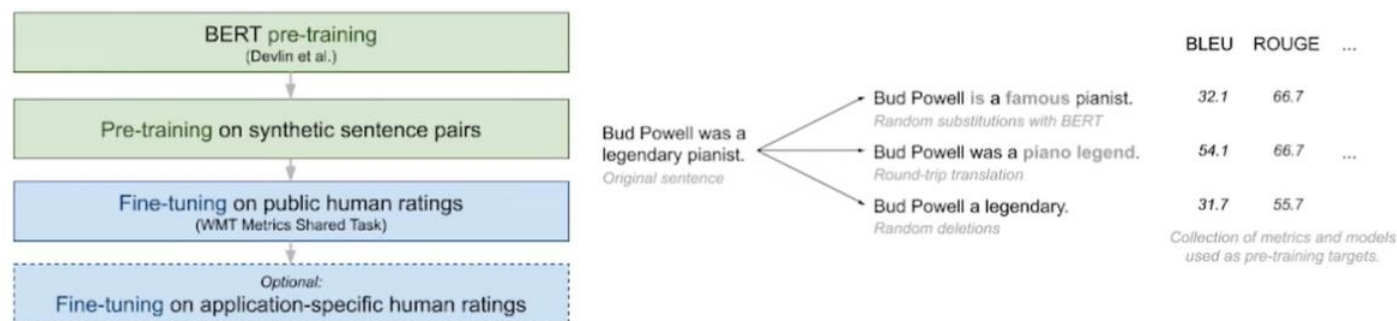 BERT pre-training
(Devlin et al.)
Pre-training on synthetic sentence pairs
Fine-tuning on public human ratings
(WMT Metrics Shared Task)
Optional:
Fine-tuning on application-specific human ratings
Bud Powell was a
legendary pianist.
Original sentence
Bud Powell is a famous pianist.
Random substitutions with BERT
Bud Powell was a piano legend.
Round-trip translation
Bud Powell a legendary.
Random deletions
BLEU ROUGE ...
32.1 66.7
54.1 66.7 ...
31.7 55.7
Collection of metrics and models
used as pre-training targets.